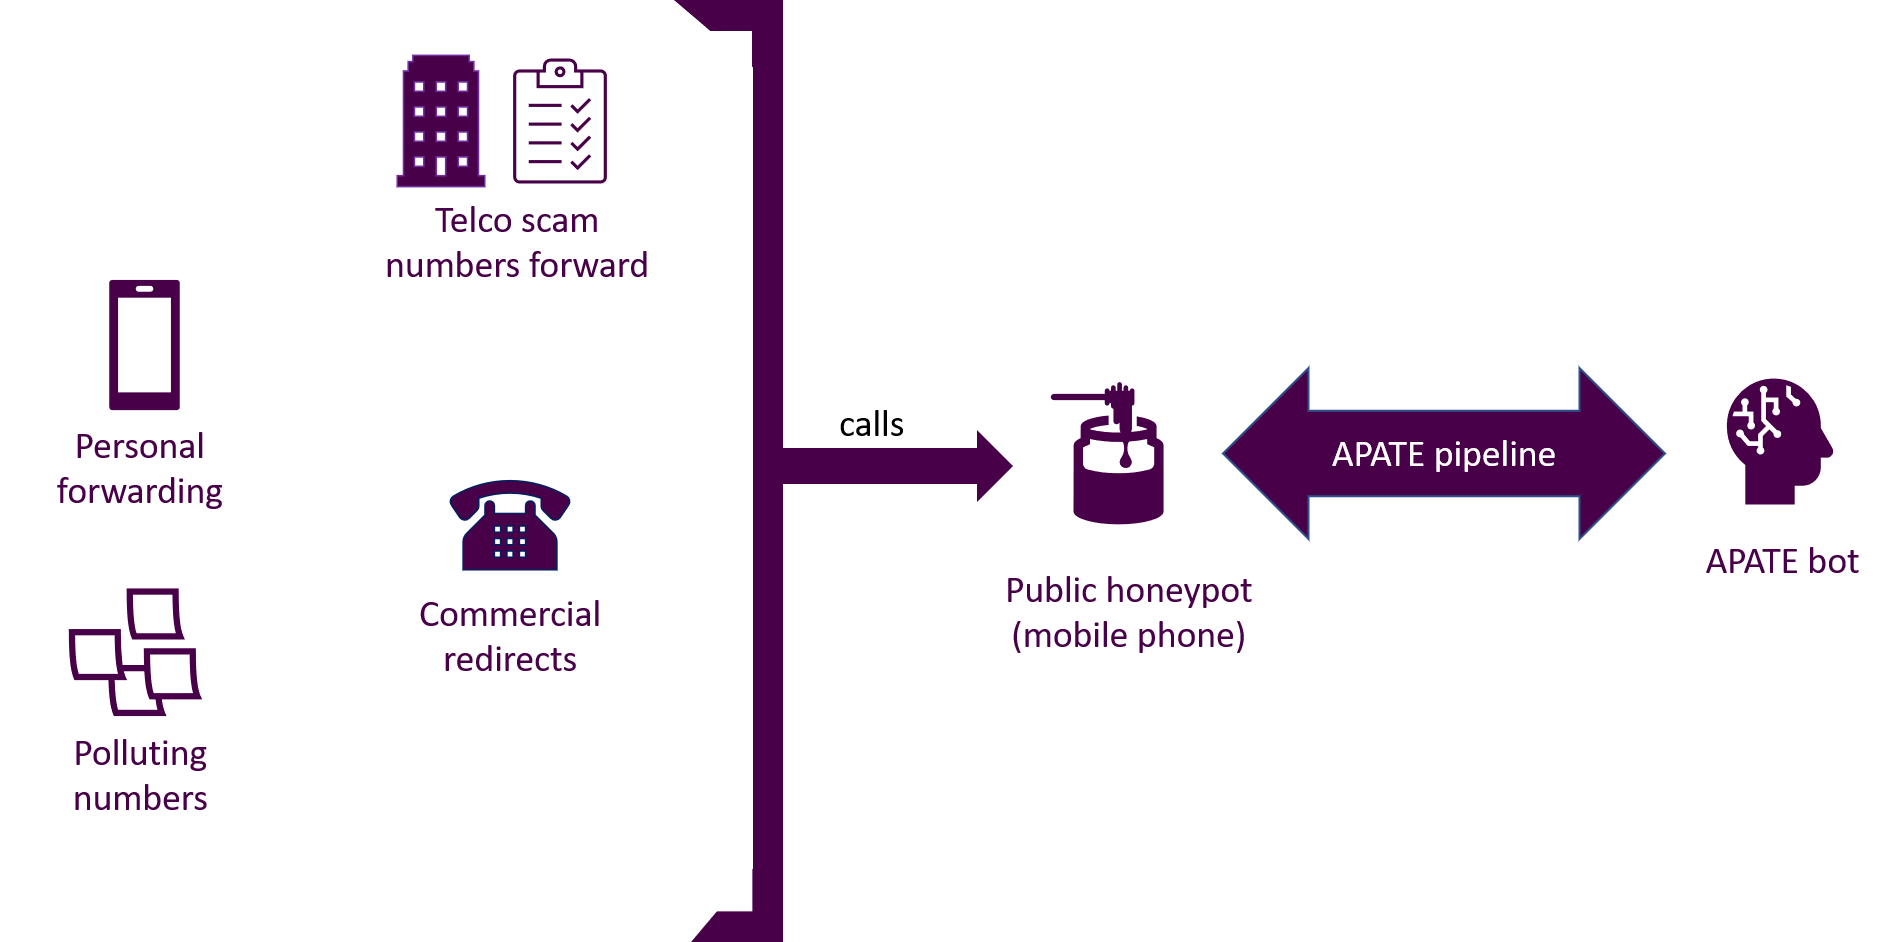 Telco scam
numbers forward
Personal
forwarding
Commercial
redirects
Polluting
numbers
calls
Public honeypot
(mobile phone)
APATE pipeline
APATE bot